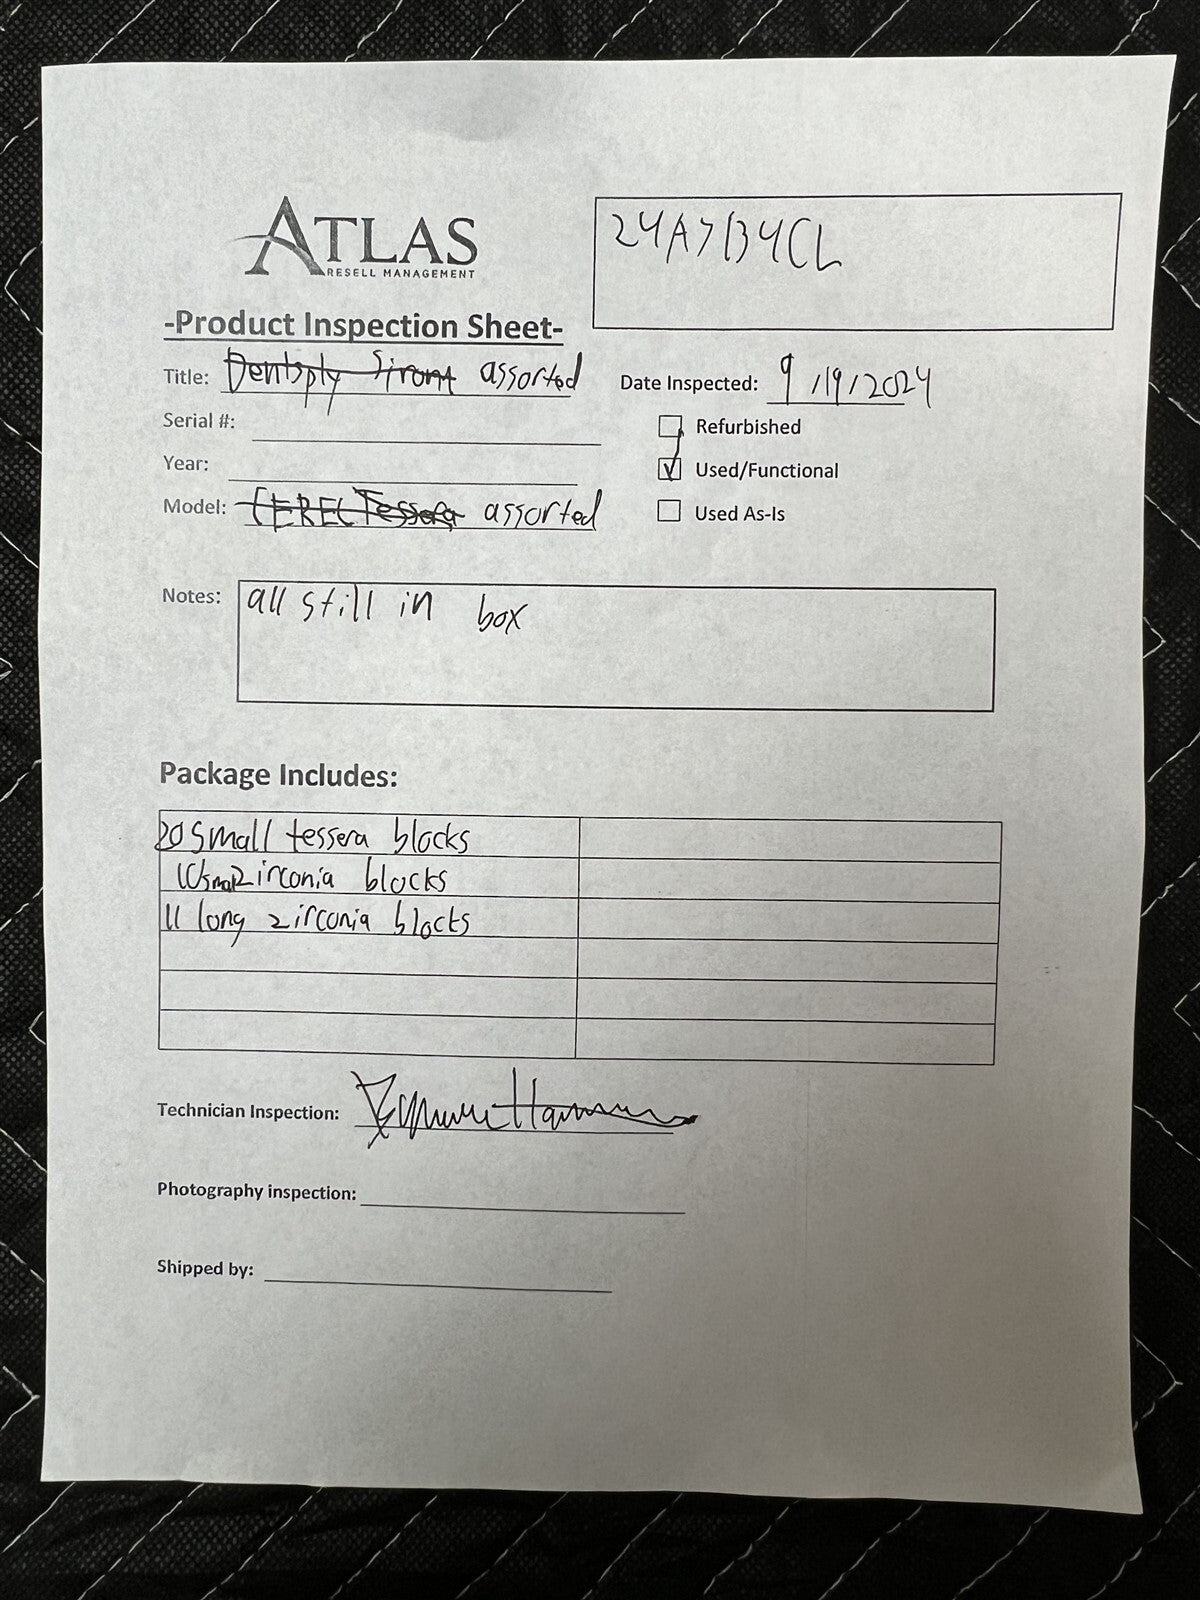 ATLAS
RESELL MANAGEMENT
24A7B4CL
-Product Inspection Sheet-
Title: Dentsply Sirona assorted
Date Inspected: 9/19/2024
Serial #:
Refurbished
Year:
Used/Functional
Model: CEREC Tessera assorted
Used As-Is
Notes: all still in box
Package Includes:
20 small tessera blocks
10 small zirconia blocks
11 long zirconia blocks
Technician Inspection:
Photography inspection:
Shipped by: